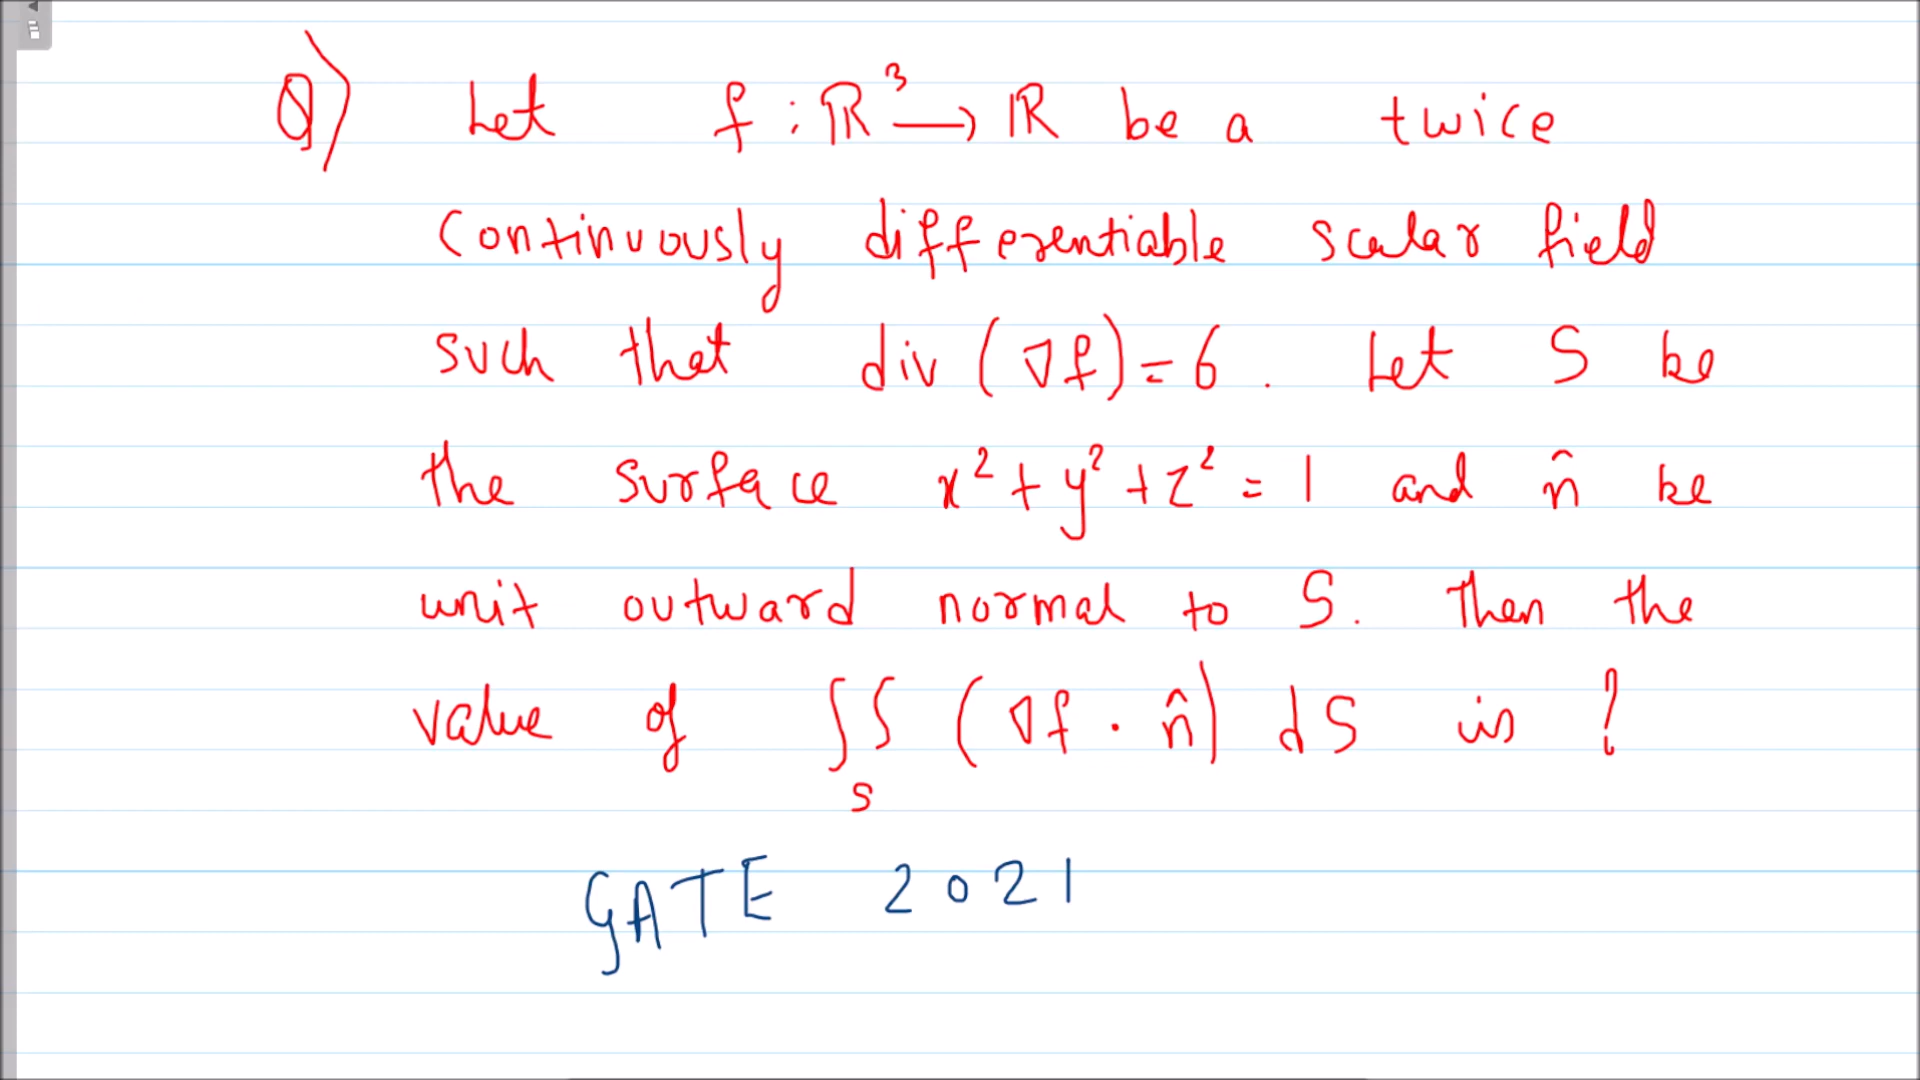 Q) Let f : ℝ³ → ℝ be a twice
continuously differentiable scalar field
such that div (∇f) = 6 . Let S be
the surface x² + y² + z² = 1 and n̂ be
unit outward normal to S. Then the
value of ∬ₛ (∇f · n̂) dS is ?
GATE 2021